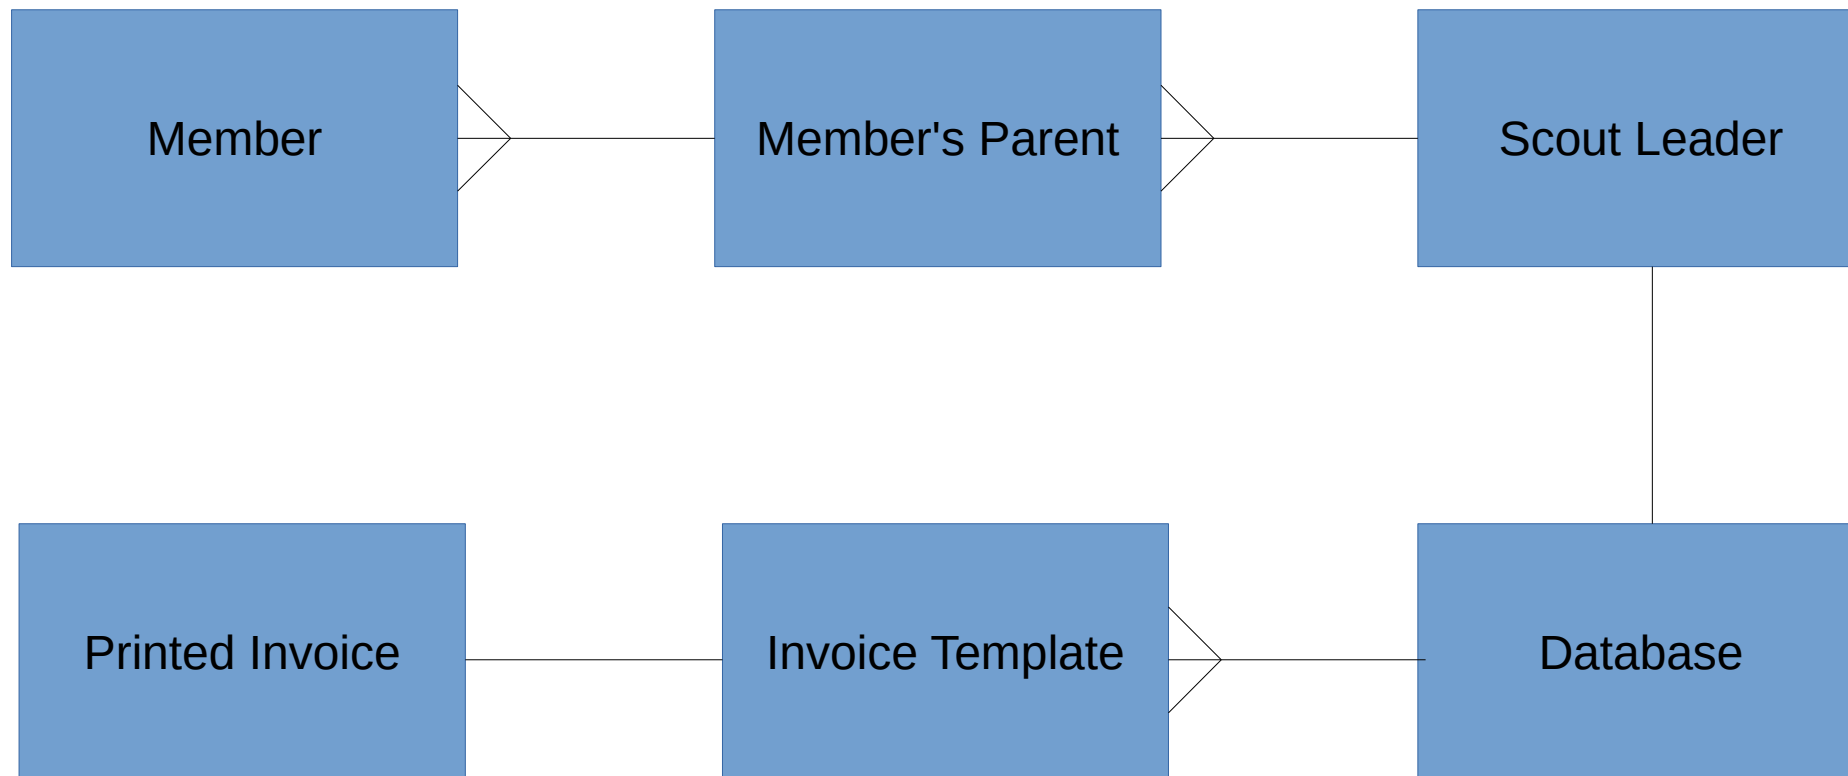 Member
Member's Parent
Scout Leader
Printed Invoice
Invoice Template
Database